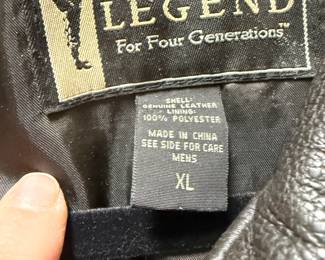 LEGEND
For Four Generations™
SHELL:
GENUINE LEATHER
LINING:
100% POLYESTER
MADE IN CHINA
SEE SIDE FOR CARE
MENS
XL